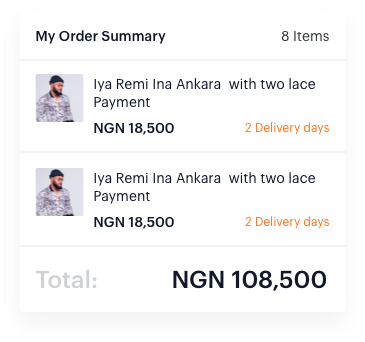 My Order Summary 8 Items
Iya Remi Ina Ankara with two lace
Payment
NGN 18,500 2 Delivery days
Iya Remi Ina Ankara with two lace
Payment
NGN 18,500 2 Delivery days
Total: NGN 108,500